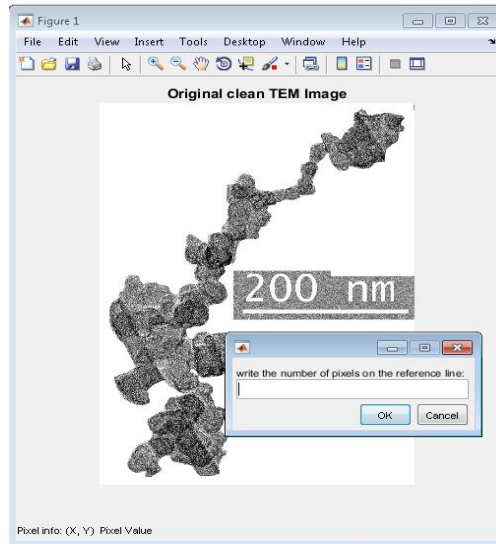 Figure 1
File Edit View Insert Tools Desktop Window Help
Original clean TEM Image
200 nm
write the number of pixels on the reference line:
OK Cancel
Pixel info: (X, Y) Pixel Value